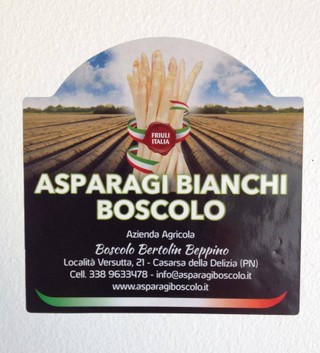 FRIULI
ITALIA
ASPARAGI BIANCHI
BOSCOLO
Azienda Agricola
Boscolo Bertolin Beppino
Località Versutta, 21 - Casarsa della Delizia (PN)
Cell. 338 9633478 - info@asparagiboscolo.it
www.asparagiboscolo.it